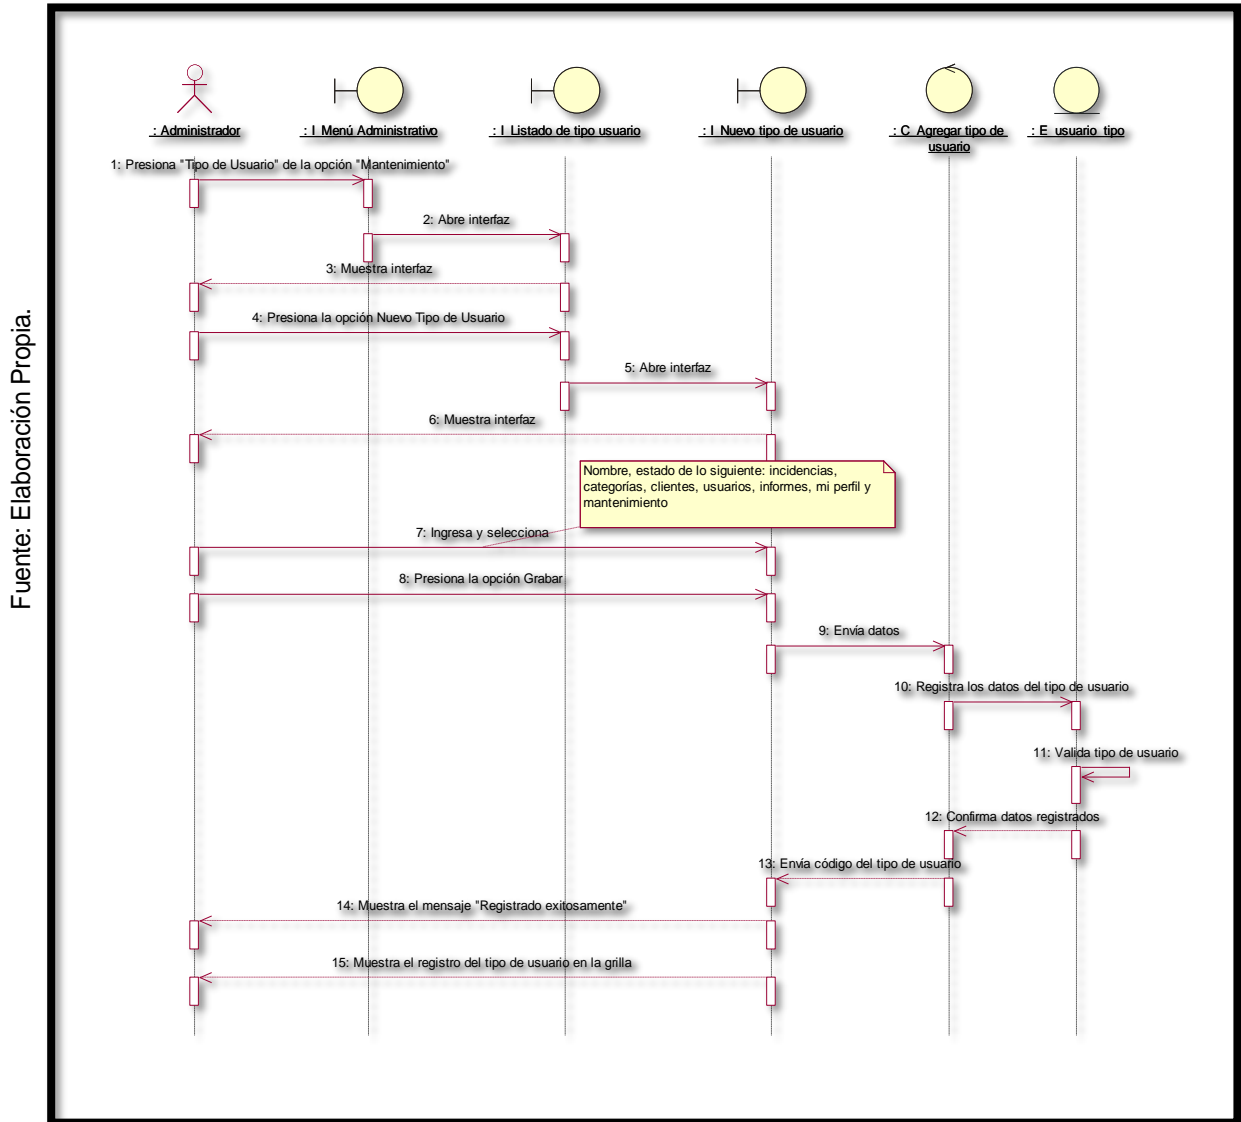 Fuente: Elaboración Propia.
: Administrador
: I_Menú Administrativo
: I_Listado de tipo usuario
: I_Nuevo tipo de usuario
: C_Agregar tipo de
usuario
: E_usuario_tipo
1: Presiona "Tipo de Usuario" de la opción "Mantenimiento"
2: Abre interfaz
3: Muestra interfaz
4: Presiona la opción Nuevo Tipo de Usuario
5: Abre interfaz
6: Muestra interfaz
Nombre, estado de lo siguiente: incidencias,
categorías, clientes, usuarios, informes, mi perfil y
mantenimiento
7: Ingresa y selecciona
8: Presiona la opción Grabar
9: Envía datos
10: Registra los datos del tipo de usuario
11: Valida tipo de usuario
12: Confirma datos registrados
13: Envía código del tipo de usuario
14: Muestra el mensaje "Registrado exitosamente"
15: Muestra el registro del tipo de usuario en la grilla